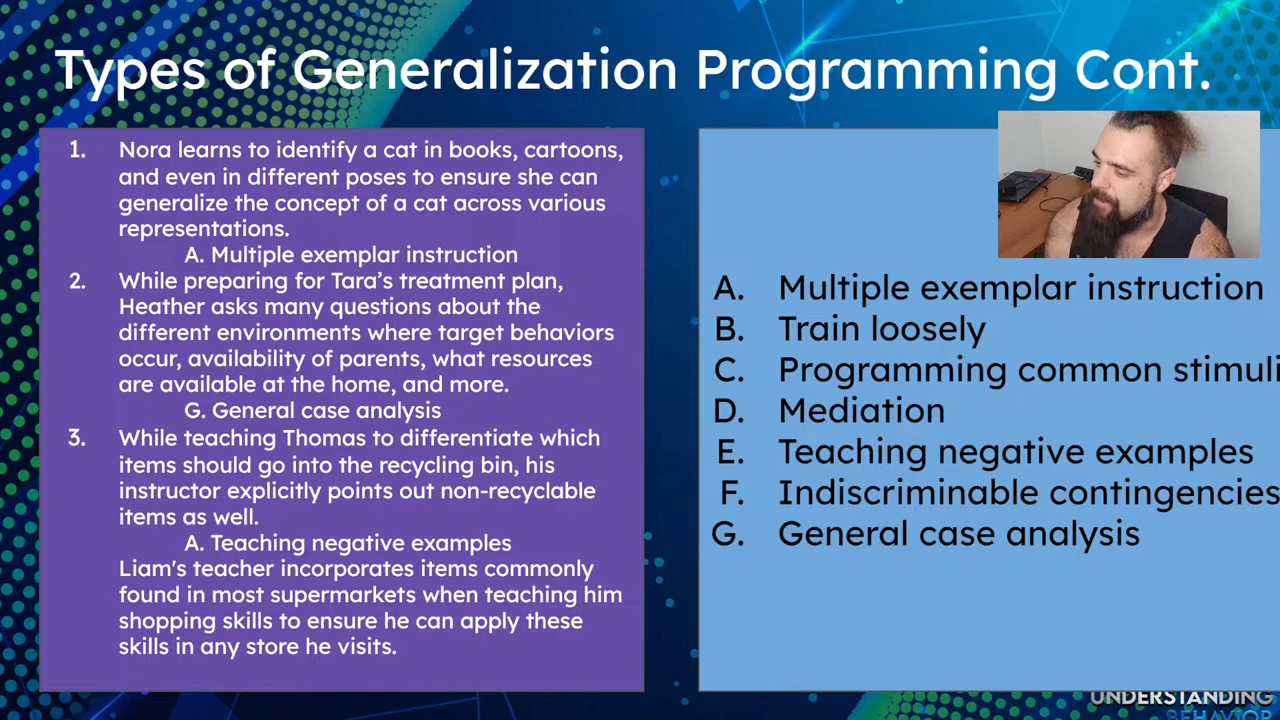 Types of Generalization Programming Cont.
1. Nora learns to identify a cat in books, cartoons,
and even in different poses to ensure she can
generalize the concept of a cat across various
representations.
A. Multiple exemplar instruction
2. While preparing for Tara's treatment plan,
Heather asks many questions about the
different environments where target behaviors
occur, availability of parents, what resources
are available at the home, and more.
G. General case analysis
3. While teaching Thomas to differentiate which
items should go into the recycling bin, his
instructor explicitly points out non-recyclable
items as well.
A. Teaching negative examples
Liam's teacher incorporates items commonly
found in most supermarkets when teaching him
shopping skills to ensure he can apply these
skills in any store he visits.
A. Multiple exemplar instruction
B. Train loosely
C. Programming common stimuli
D. Mediation
E. Teaching negative examples
F. Indiscriminable contingencies
G. General case analysis
UNDERSTANDING
BEHAVIOR